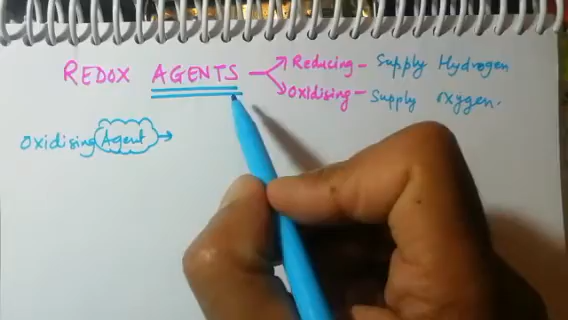 REDOX AGENTS → Reducing - Supply Hydrogen
→ Oxidising - Supply oxygen.
Oxidising Agent →